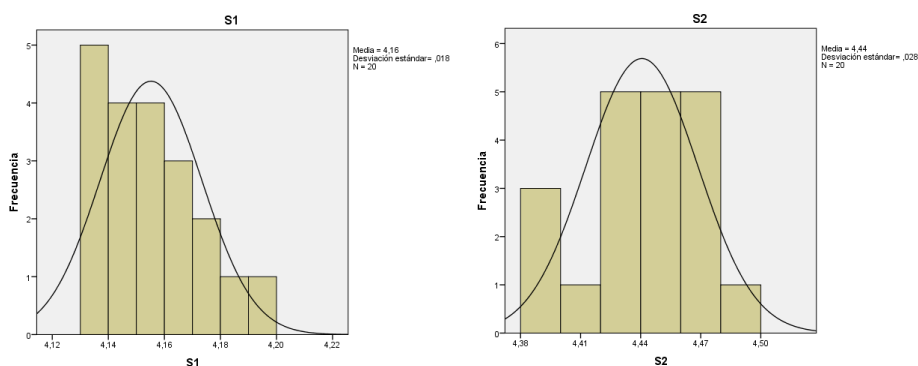 S1
Media = 4,16
Desviación estándar= ,018
N = 20
Frecuencia
5
4
3
2
1
0
4,12
4,14
4,16
4,18
4,20
4,22
S1
S2
Media = 4,44
Desviación estándar= ,028
N = 20
Frecuencia
6
5
4
3
2
1
0
4,38
4,41
4,44
4,47
4,50
S2